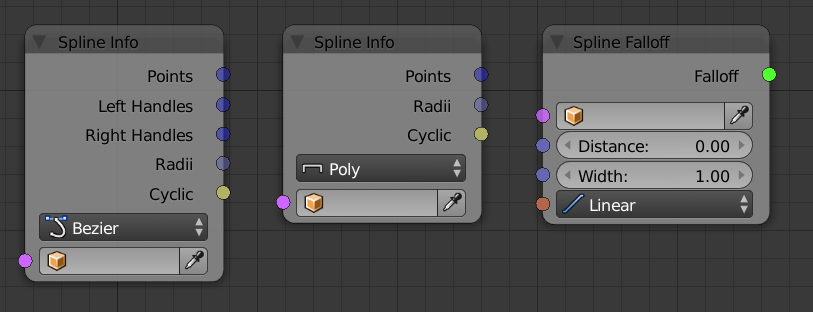 Spline Info
Points
Left Handles
Right Handles
Radii
Cyclic
Bezier
Spline Info
Points
Radii
Cyclic
Poly
Spline Falloff
Falloff
Distance: 0.00
Width: 1.00
Linear